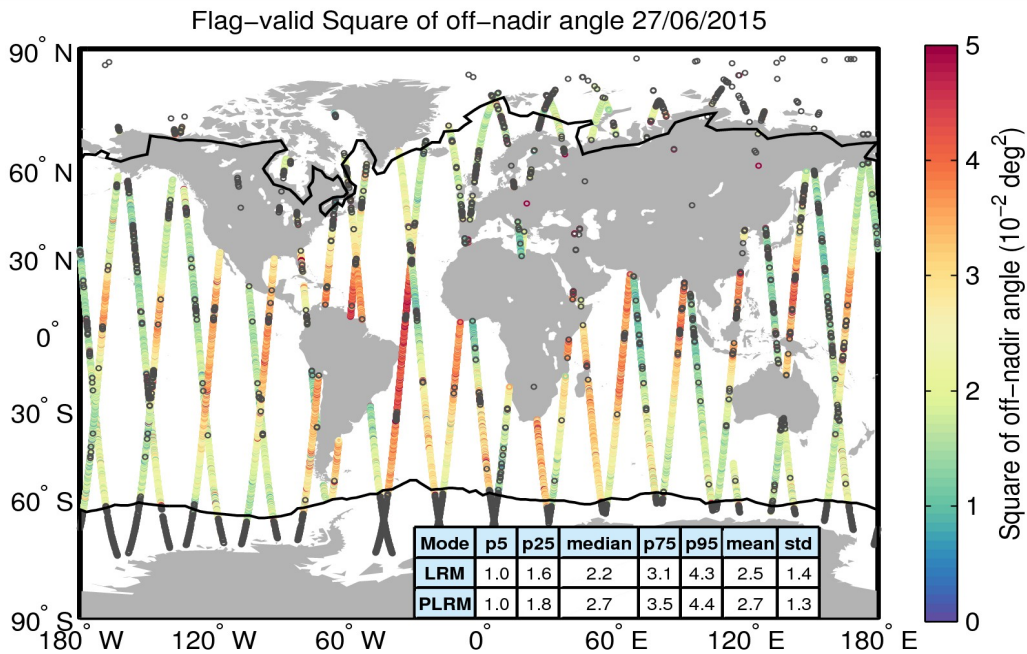 Flag−valid Square of off−nadir angle 27/06/2015
90° N
60° N
30° N
0°
30° S
60° S
90° S
180° W
120° W
60° W
0°
60° E
120° E
180° E
Mode p5 p25 median p75 p95 mean std
LRM 1.0 1.6 2.2 3.1 4.3 2.5 1.4
PLRM 1.0 1.8 2.7 3.5 4.4 2.7 1.3
5
4
3
2
1
0
Square of off−nadir angle (10⁻² deg²)